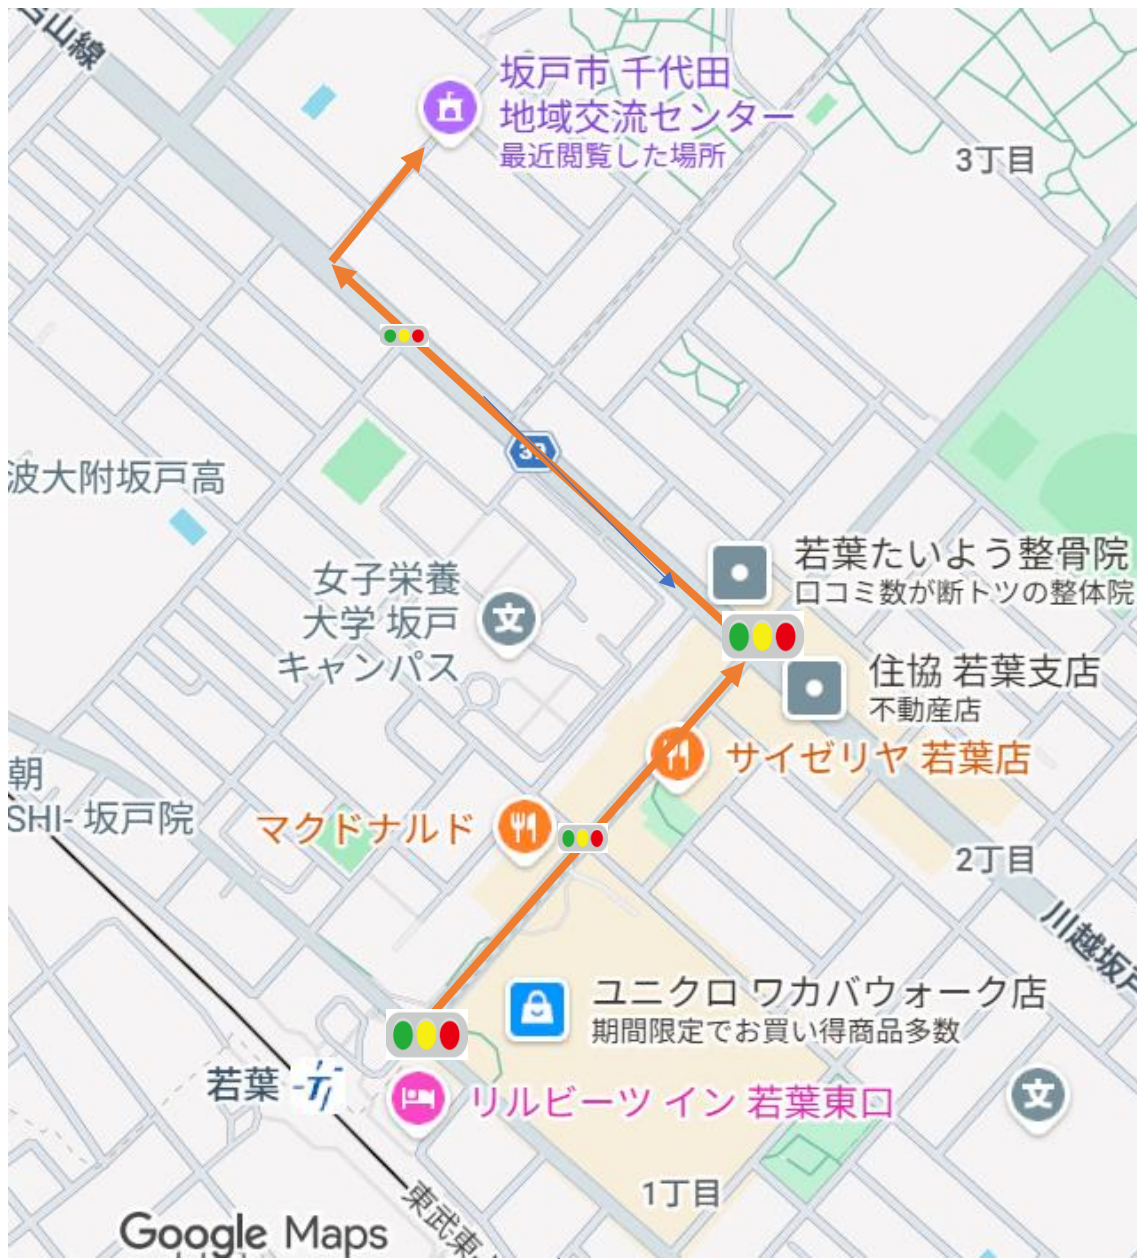 坂戸市 千代田
地域交流センター
最近閲覧した場所
3丁目
39
波大附坂戸高
若葉たいよう整骨院
口コミ数が断トツの整体院
女子栄養
大学 坂戸
キャンパス
文
住協 若葉支店
不動産店
サイゼリヤ 若葉店
朝
SHI- 坂戸院
マクドナルド
2丁目
川越坂戸
ユニクロ ワカバウォーク店
期間限定でお買い得商品多数
若葉
リルビーツ イン 若葉東口
文
1丁目
東武東
Google Maps